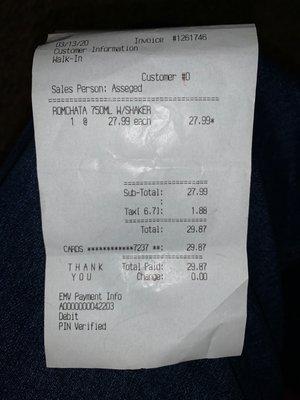 03/13/20 Invoice #1261746
Customer Information
Walk-In
Customer #0
Sales Person: Asseged
==================================
ROMCHATA 750ML W/SHAKER
1 @ 27.99 each 27.99*
==================
Sub-Total: 27.99
:
Tax( 6.7): 1.88
==================
Total: 29.87
CARDS ************7237 **: 29.87
==================
THANK Total Paid: 29.87
YOU Change: 0.00
EMV Payment Info
A0000000042203
Debit
PIN Verified